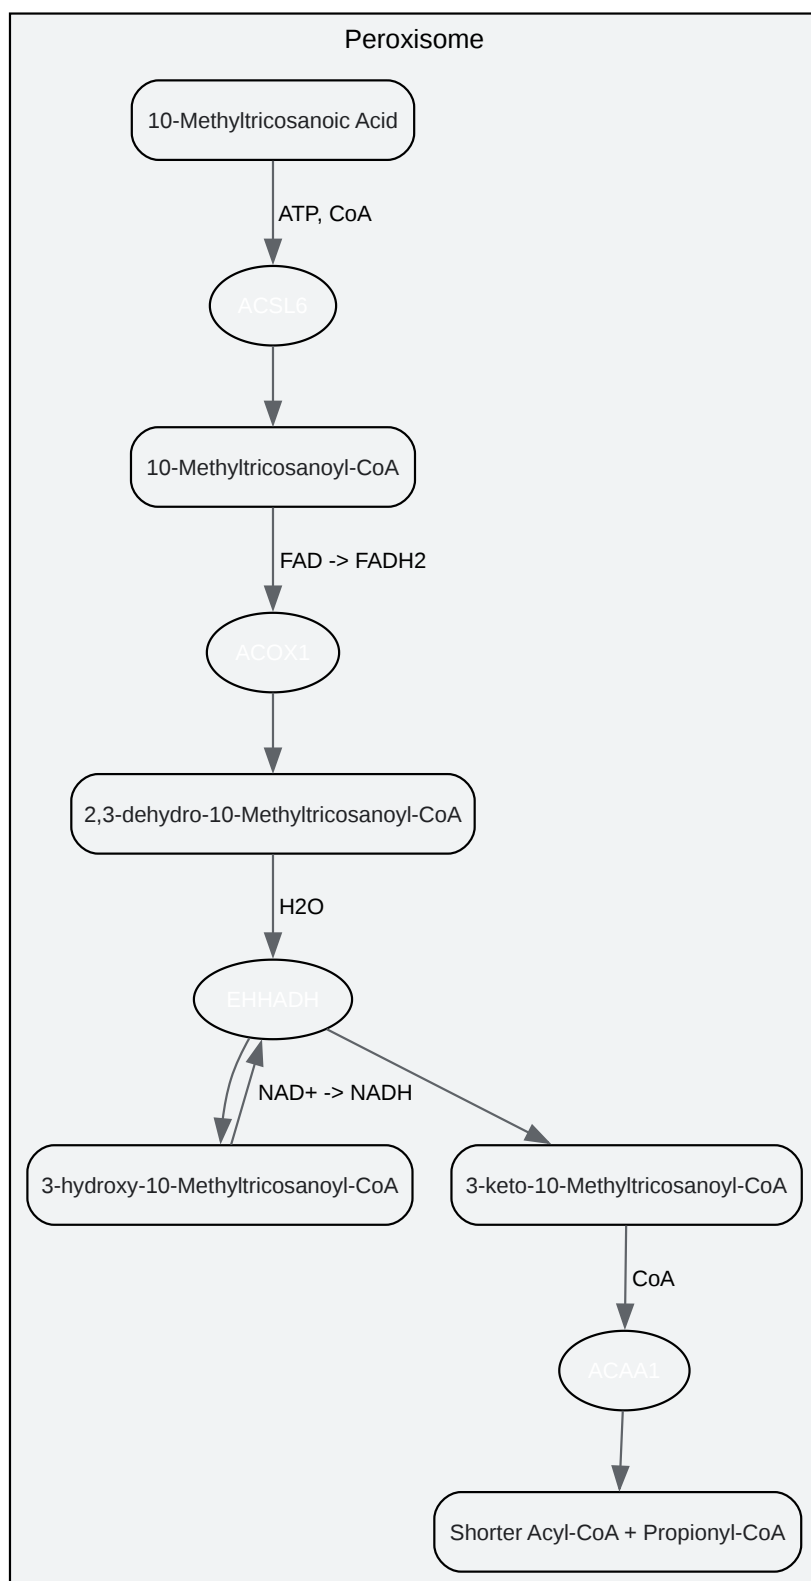 Peroxisome
10-Methyltricosanoic Acid
ATP, CoA
ACSL6
10-Methyltricosanoyl-CoA
FAD -> FADH2
ACOX1
2,3-dehydro-10-Methyltricosanoyl-CoA
H2O
EHHADH
NAD+ -> NADH
3-hydroxy-10-Methyltricosanoyl-CoA
3-keto-10-Methyltricosanoyl-CoA
CoA
ACAA1
Shorter Acyl-CoA + Propionyl-CoA